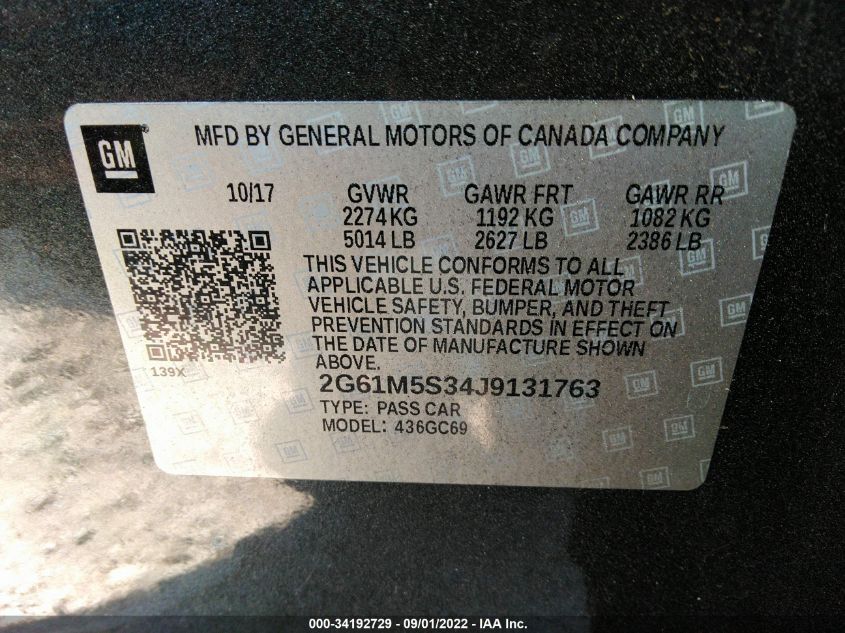 GM
MFD BY GENERAL MOTORS OF CANADA COMPANY
10/17 GVWR GAWR FRT GAWR RR
2274 KG 1192 KG 1082 KG
5014 LB 2627 LB 2386 LB
THIS VEHICLE CONFORMS TO ALL
APPLICABLE U.S. FEDERAL MOTOR
VEHICLE SAFETY, BUMPER, AND THEFT
PREVENTION STANDARDS IN EFFECT ON
THE DATE OF MANUFACTURE SHOWN
ABOVE.
139X
2G61M5S34J9131763
TYPE: PASS CAR
MODEL: 436GC69
000-34192729 - 09/01/2022 - IAA Inc.